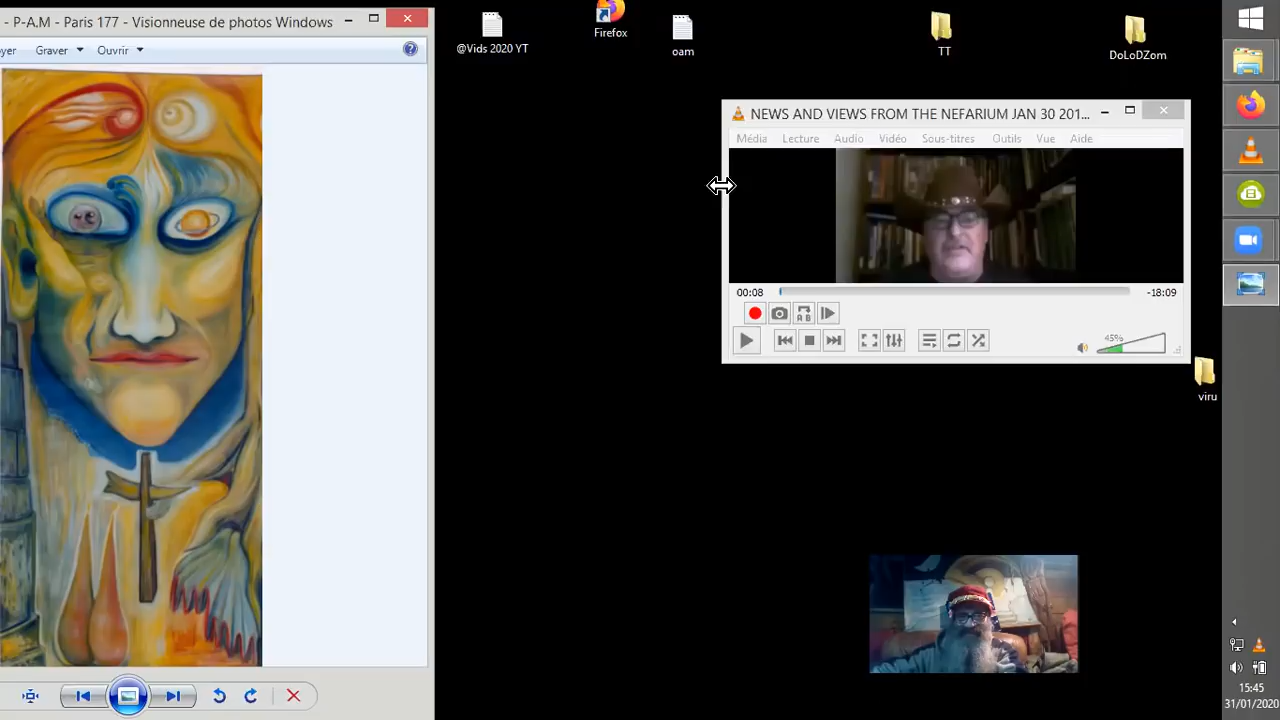 - P-A.M - Paris 177 - Visionneuse de photos Windows
yer Graver Ouvrir
@Vids 2020 YT
Firefox
oam
TT
DoLoDZom
NEWS AND VIEWS FROM THE NEFARIUM JAN 30 201...
Média Lecture Audio Vidéo Sous-titres Outils Vue Aide
00:08 -18:09
A B
45%
viru
15:45
31/01/2020